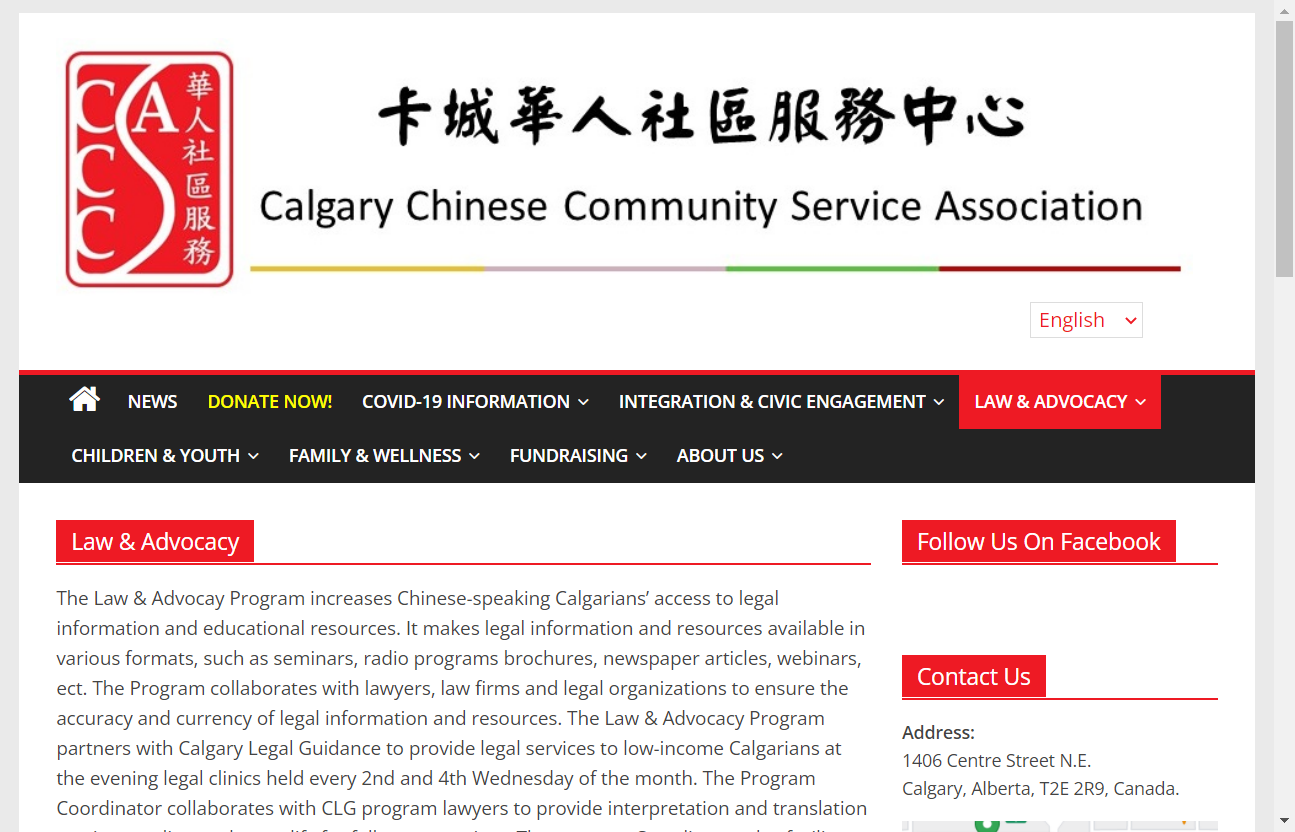 CACCC
華人社區服務
卡城華人社區服務中心
Calgary Chinese Community Service Association
English
NEWS DONATE NOW! COVID-19 INFORMATION INTEGRATION & CIVIC ENGAGEMENT LAW & ADVOCACY
CHILDREN & YOUTH FAMILY & WELLNESS FUNDRAISING ABOUT US
Law & Advocacy
The Law & Advocay Program increases Chinese-speaking Calgarians’ access to legal
information and educational resources. It makes legal information and resources available in
various formats, such as seminars, radio programs brochures, newspaper articles, webinars,
ect. The Program collaborates with lawyers, law firms and legal organizations to ensure the
accuracy and currency of legal information and resources. The Law & Advocacy Program
partners with Calgary Legal Guidance to provide legal services to low-income Calgarians at
the evening legal clinics held every 2nd and 4th Wednesday of the month. The Program
Coordinator collaborates with CLG program lawyers to provide interpretation and translation
Follow Us On Facebook
Contact Us
Address:
1406 Centre Street N.E.
Calgary, Alberta, T2E 2R9, Canada.